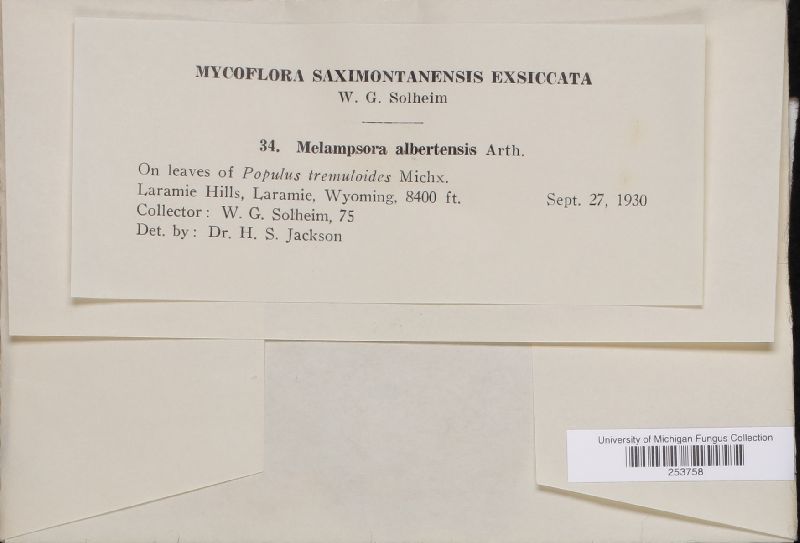 MYCOFLORA SAXIMONTANENSIS EXSICCATA
W. G. Solheim
34. Melampsora albertensis Arth.
On leaves of Populus tremuloides Michx.
Laramie Hills, Laramie, Wyoming, 8400 ft. Sept. 27, 1930
Collector: W. G. Solheim, 75
Det. by: Dr. H. S. Jackson
University of Michigan Fungus Collection
253758